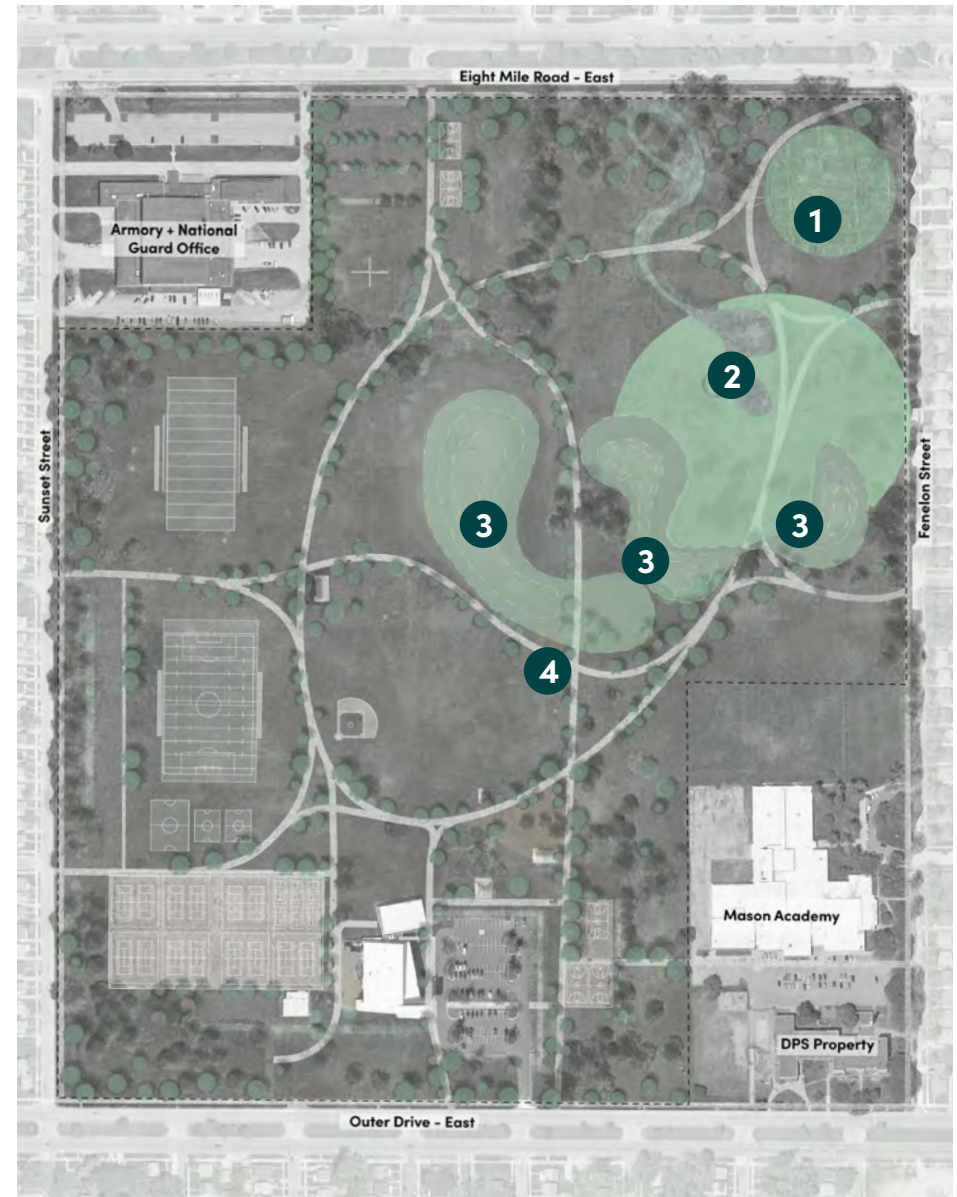 Eight Mile Road - East
Armory + National
Guard Office
1
2
Sunset Street
Fenelon Street
3
3
3
4
Mason Academy
DPS Property
Outer Drive - East